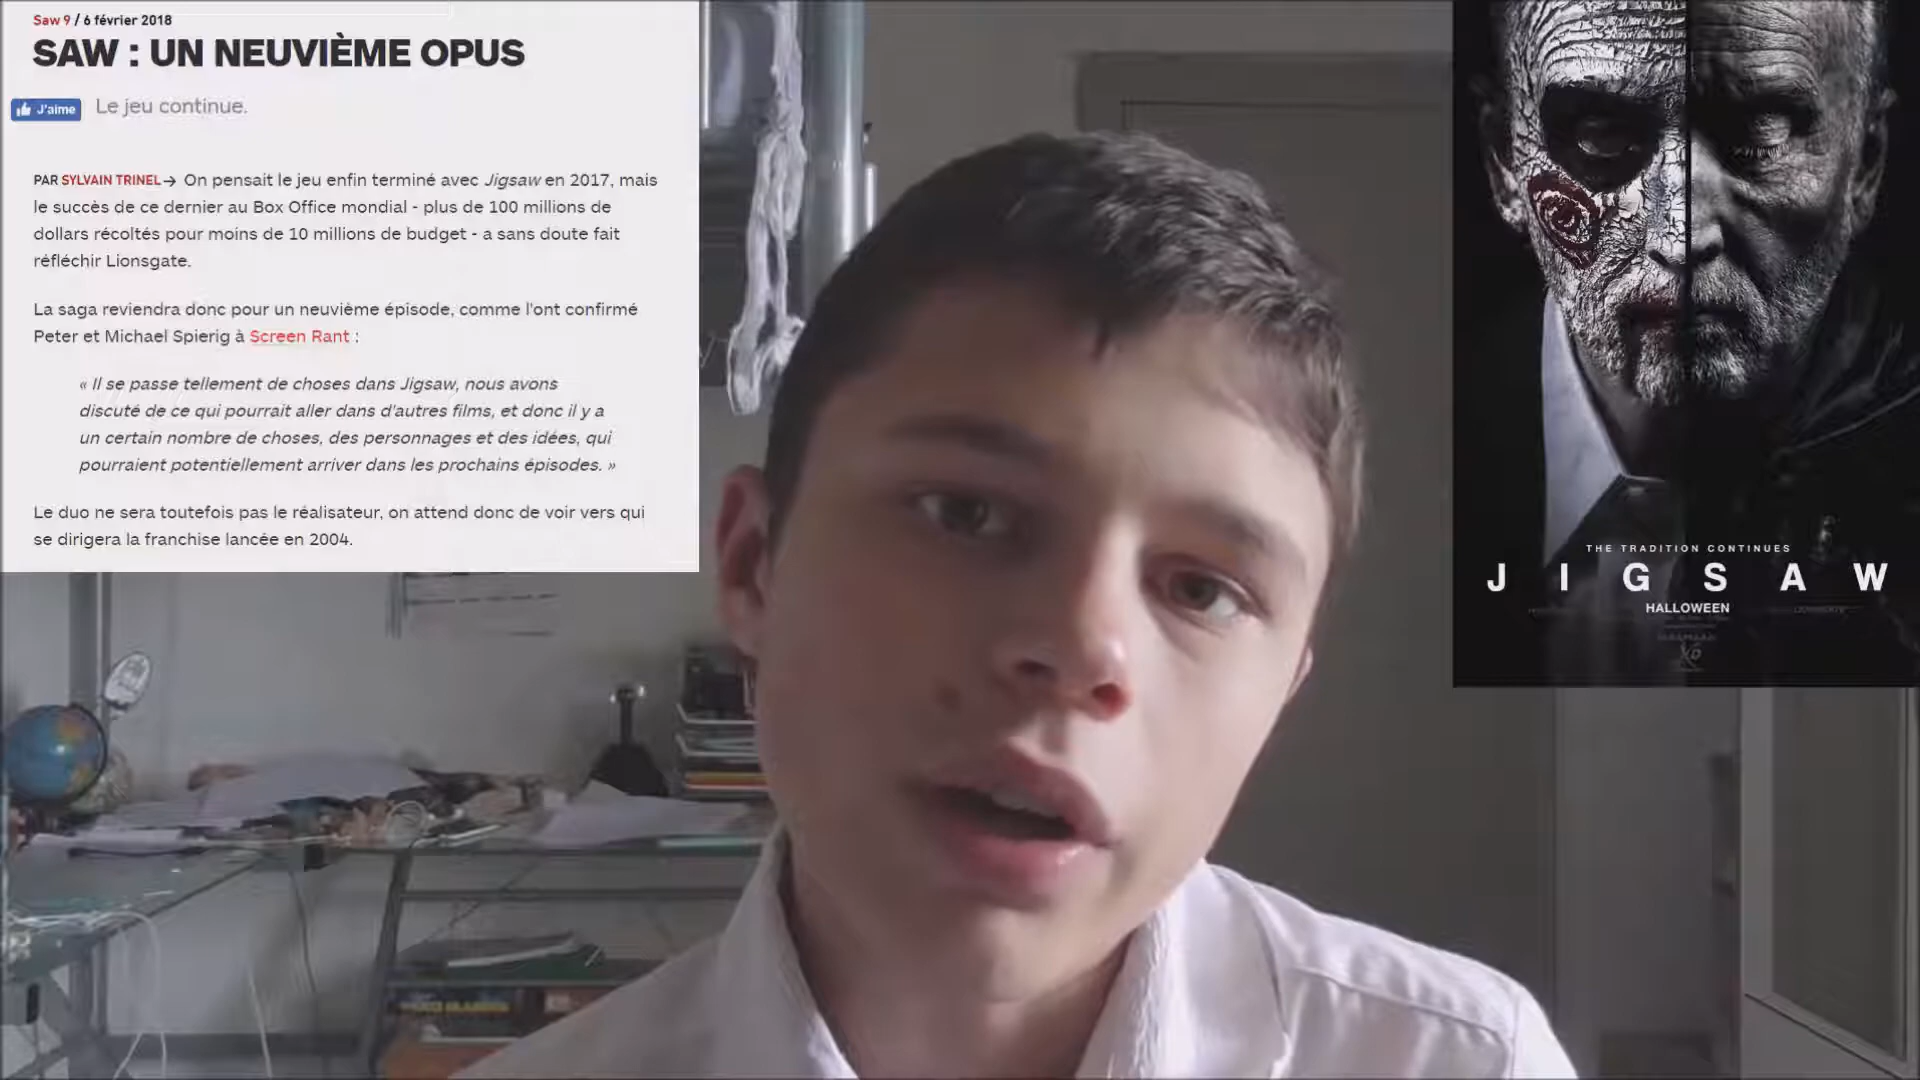 Saw 9 / 6 février 2018
SAW : UN NEUVIÈME OPUS
J'aime
Le jeu continue.
PAR SYLVAIN TRINEL → On pensait le jeu enfin terminé avec Jigsaw en 2017, mais
le succès de ce dernier au Box Office mondial - plus de 100 millions de
dollars récoltés pour moins de 10 millions de budget - a sans doute fait
réfléchir Lionsgate.
La saga reviendra donc pour un neuvième épisode, comme l'ont confirmé
Peter et Michael Spierig à Screen Rant :
« Il se passe tellement de choses dans Jigsaw, nous avons
discuté de ce qui pourrait aller dans d'autres films, et donc il y a
un certain nombre de choses, des personnages et des idées, qui
pourraient potentiellement arriver dans les prochains épisodes. »
Le duo ne sera toutefois pas le réalisateur, on attend donc de voir vers qui
se dirigera la franchise lancée en 2004.
THE TRADITION CONTINUES
JIGSAW
HALLOWEEN